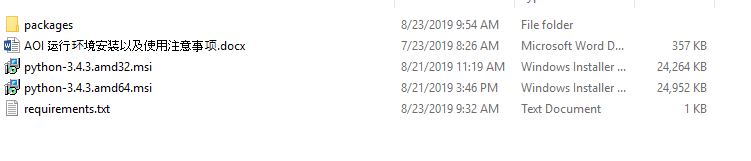 packages 8/23/2019 9:54 AM File folder
AOI 运行环境安装以及使用注意事项.docx 7/23/2019 8:26 AM Microsoft Word D... 357 KB
python-3.4.3.amd32.msi 8/21/2019 11:19 AM Windows Installer ... 24,264 KB
python-3.4.3.amd64.msi 8/21/2019 3:46 PM Windows Installer ... 24,952 KB
requirements.txt 8/23/2019 9:32 AM Text Document 1 KB